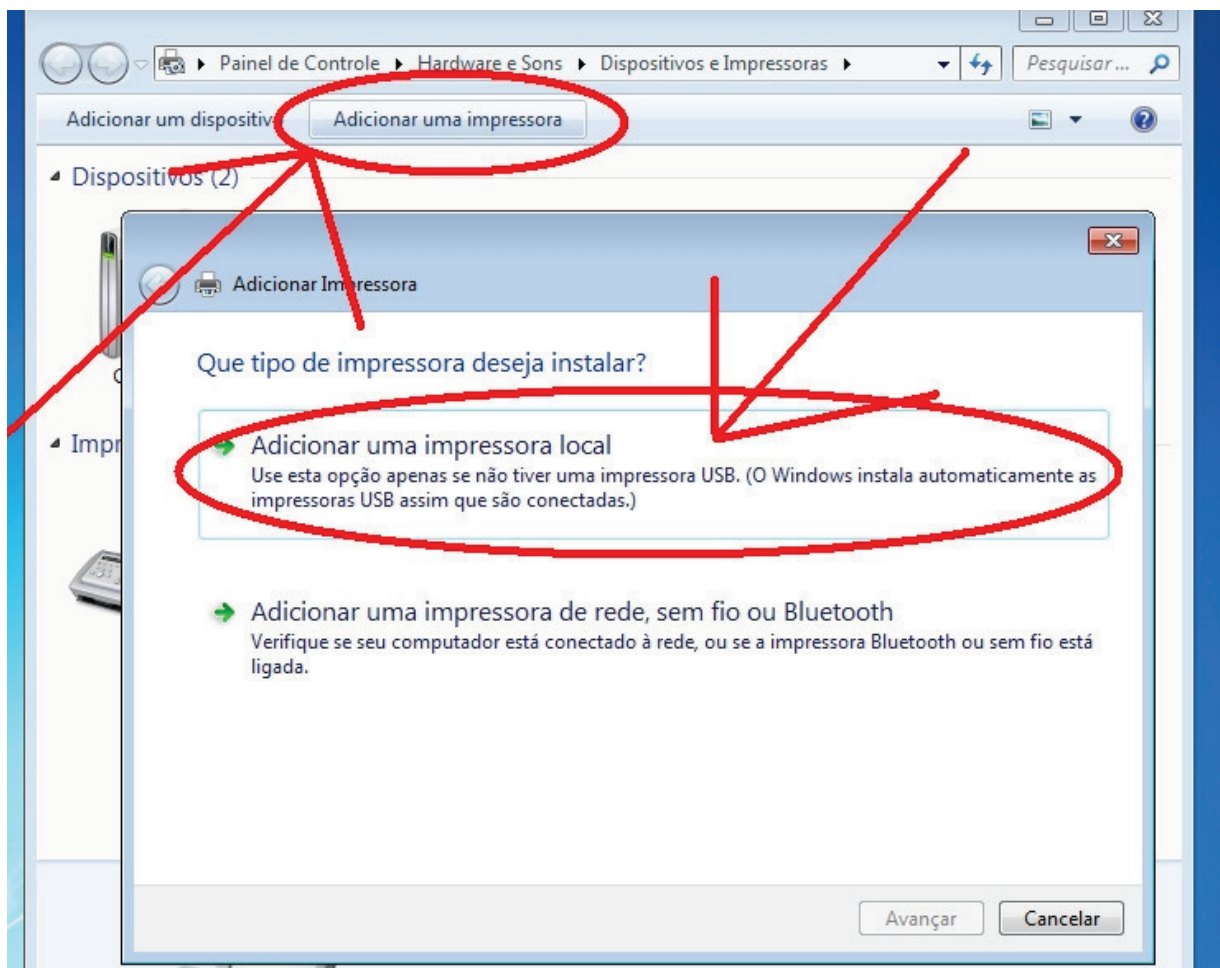 Painel de Controle Hardware e Sons Dispositivos e Impressoras Pesquisar...
Adicionar um dispositivo Adicionar uma impressora
Dispositivos (2)
Adicionar Impressora
Que tipo de impressora deseja instalar?
Adicionar uma impressora local
Use esta opção apenas se não tiver uma impressora USB. (O Windows instala automaticamente as
impressoras USB assim que são conectadas.)
Adicionar uma impressora de rede, sem fio ou Bluetooth
Verifique se seu computador está conectado à rede, ou se a impressora Bluetooth ou sem fio está
ligada.
Avançar Cancelar